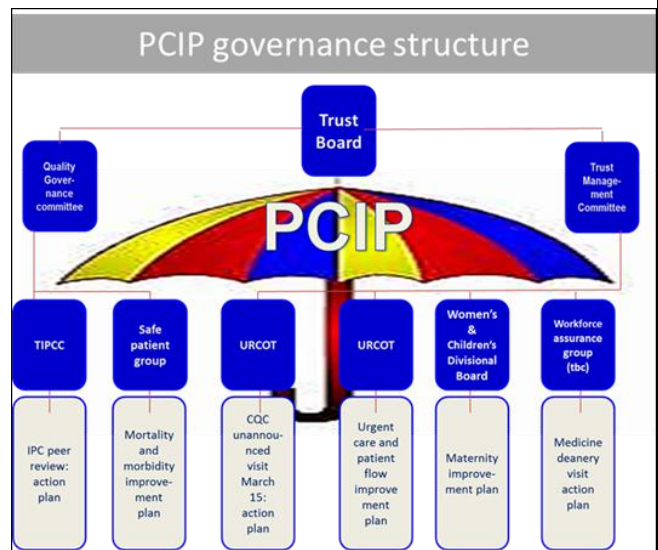 PCIP governance structure
Trust
Board
Quality
Gover-
nance
committee
Trust
Manage-
ment
Committee
PCIP
TIPCC
Safe
patient
group
URCOT
URCOT
Women's
&
Children's
Divisional
Board
Workforce
assurance
group
(tbc)
IPC peer
review:
action
plan
Mortality
and
morbidity
improve-
ment
plan
CQC
unannou-
nced
visit
March
15:
action
plan
Urgent
care and
patient
flow
improve
ment
plan
Maternity
improve-
ment plan
Medicine
deanery
visit
action
plan